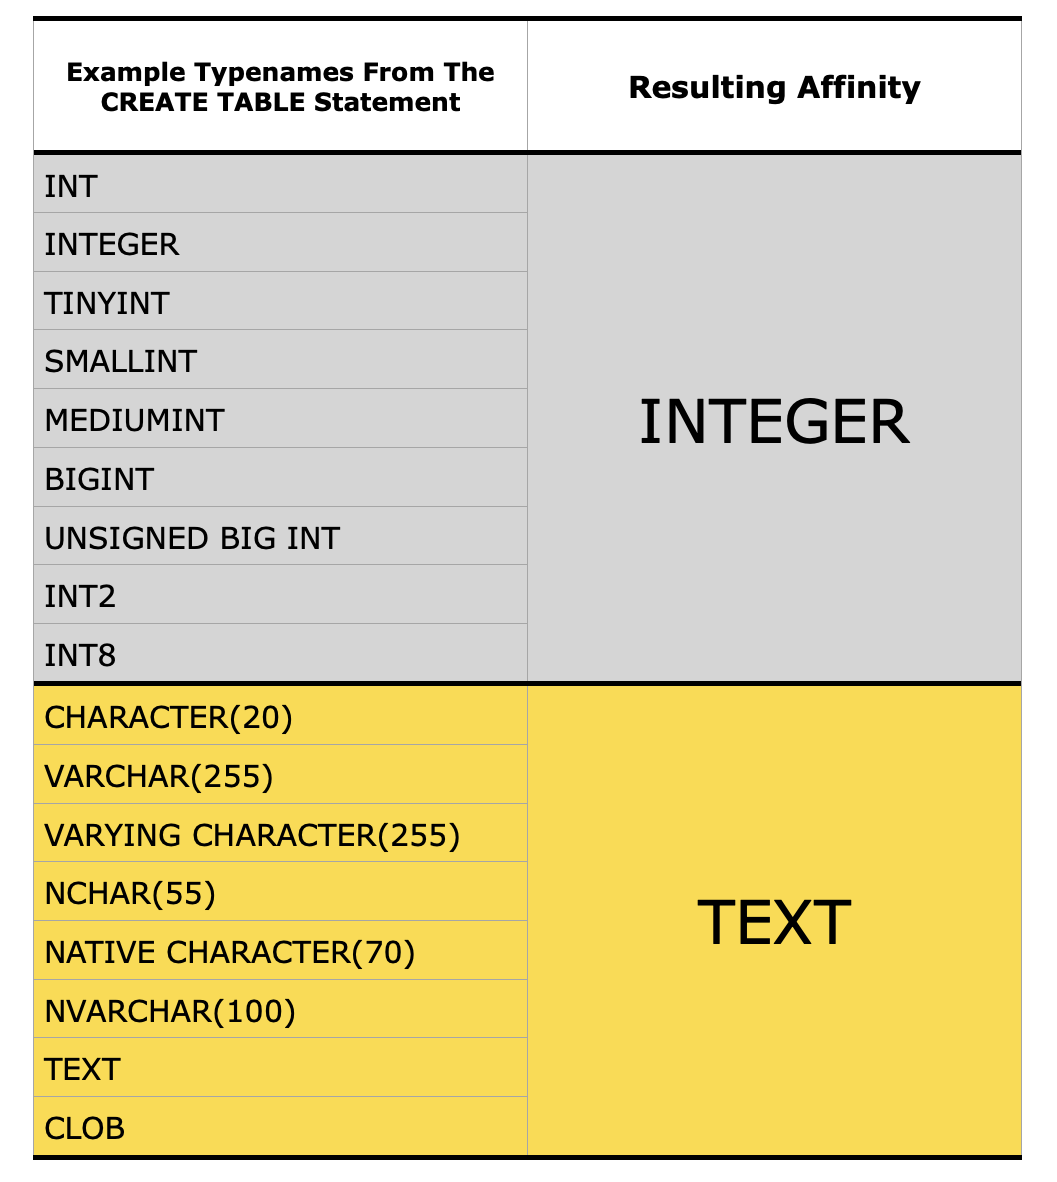 Example Typenames From The
CREATE TABLE Statement
Resulting Affinity
INT
INTEGER
TINYINT
SMALLINT
MEDIUMINT
BIGINT
UNSIGNED BIG INT
INT2
INT8
INTEGER
CHARACTER(20)
VARCHAR(255)
VARYING CHARACTER(255)
NCHAR(55)
NATIVE CHARACTER(70)
NVARCHAR(100)
TEXT
CLOB
TEXT